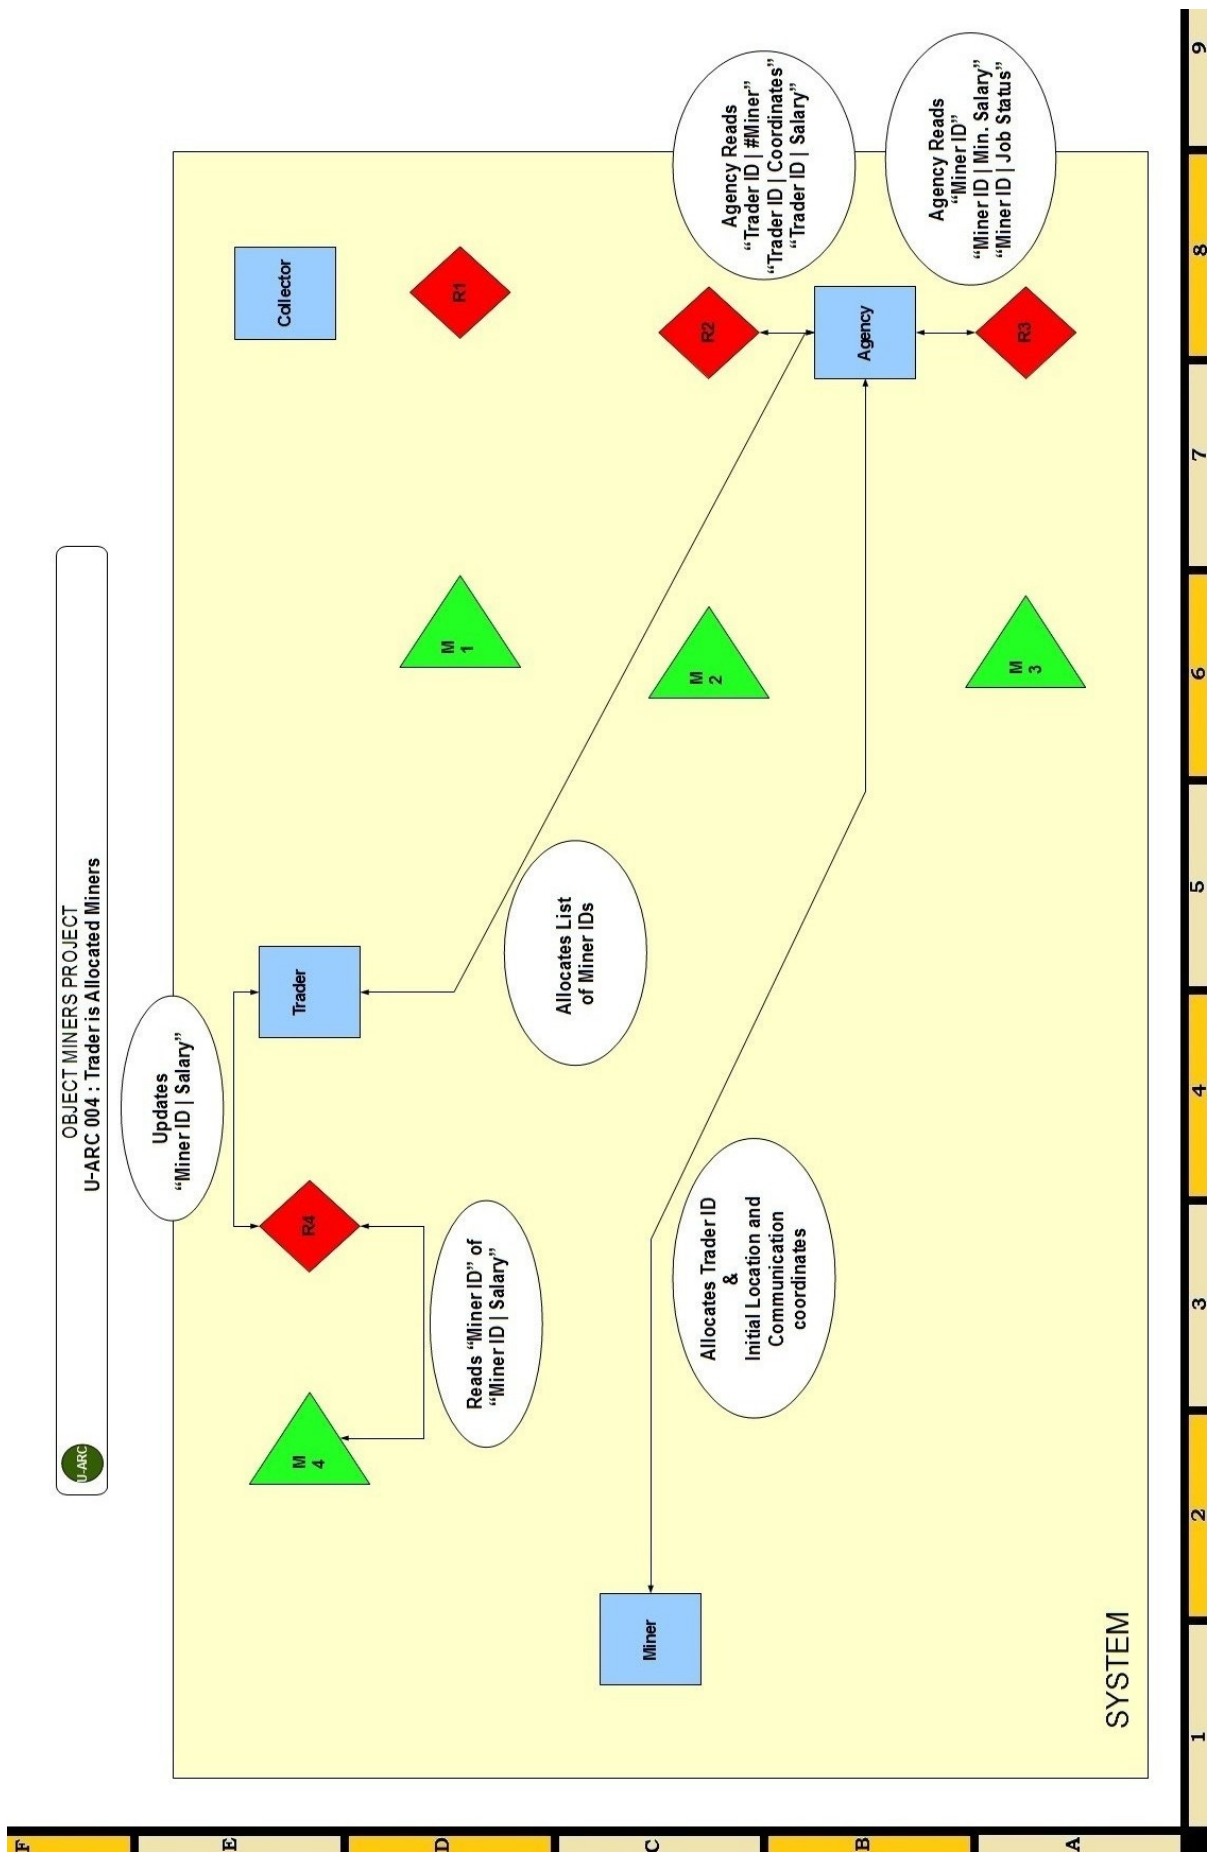 OBJECT MINERS PROJECT
U-ARC 004 : Trader is Allocated Miners
U-ARC
Updates
“Miner ID | Salary”
Collector
Trader
R4
M
4
Reads “Miner ID” of
“Miner ID | Salary”
M
1
R1
Allocates List
of Miner IDs
Miner
Allocates Trader ID
&
Initial Location and
Communication
coordinates
M
2
R2
Agency Reads
“Trader ID | #Miner”
“Trader ID | Coordinates”
“Trader ID | Salary”
Agency
M
3
R3
Agency Reads
“Miner ID”
“Miner ID | Min. Salary”
“Miner ID | Job Status”
SYSTEM
F
E
D
C
B
A
1
2
3
4
5
6
7
8
9